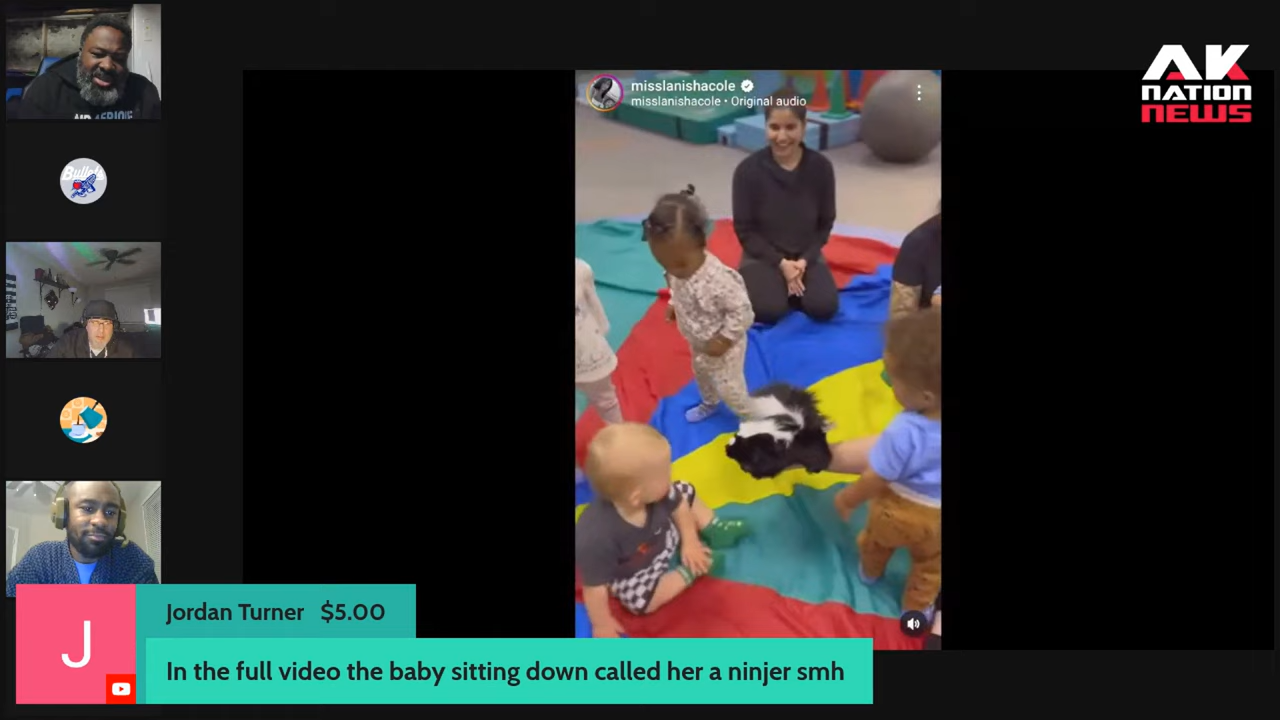 misslanishacole
misslanishacole • Original audio
AK
NATION
NEWS
Bullets
J
Jordan Turner $5.00
In the full video the baby sitting down called her a ninjer smh